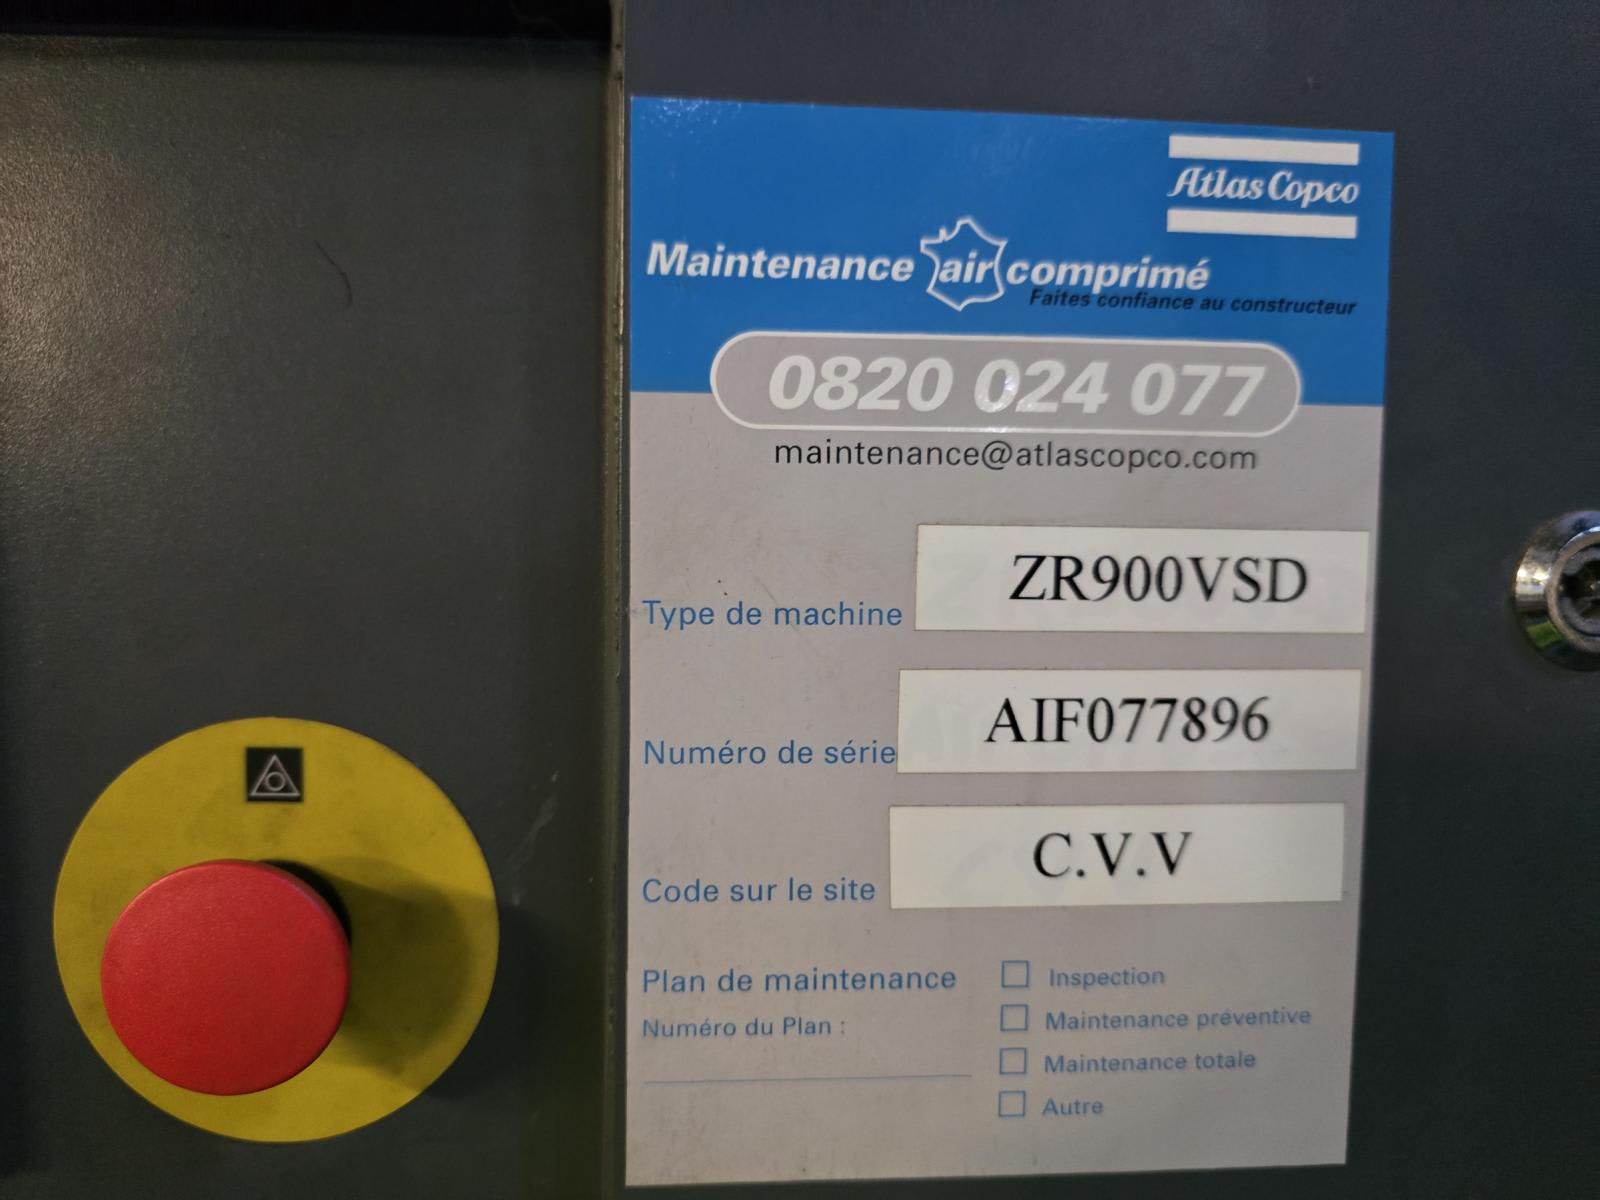 Atlas Copco
Maintenance air comprimé
Faites confiance au constructeur
0820 024 077
maintenance@atlascopco.com
Type de machine ZR900VSD
Numéro de série AIF077896
Code sur le site C.V.V
Plan de maintenance
Numéro du Plan :
Inspection
Maintenance préventive
Maintenance totale
Autre